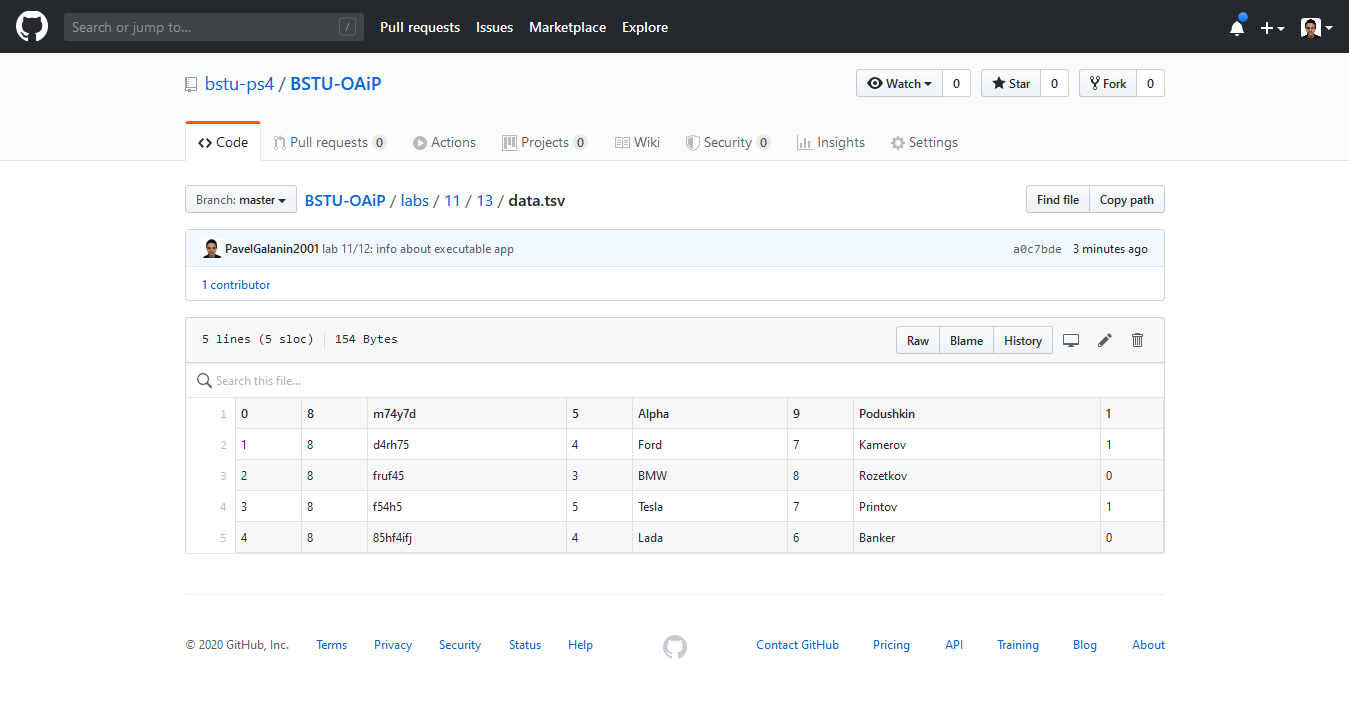 Search or jump to... / Pull requests Issues Marketplace Explore
bstu-ps4 / BSTU-OAiP Watch 0 Star 0 Fork 0
Code Pull requests 0 Actions Projects 0 Wiki Security 0 Insights Settings
Branch: master BSTU-OAiP / labs / 11 / 13 / data.tsv Find file Copy path
PavelGalanin2001 lab 11/12: info about executable app a0c7bde 3 minutes ago
1 contributor
5 lines (5 sloc) 154 Bytes Raw Blame History
Search this file...
1 0 8 m74y7d 5 Alpha 9 Podushkin 1
2 1 8 d4rh75 4 Ford 7 Kamerov 1
3 2 8 fruf45 3 BMW 8 Rozetkov 0
4 3 8 f54h5 5 Tesla 7 Printov 1
5 4 8 85hf4ifj 4 Lada 6 Banker 0
© 2020 GitHub, Inc. Terms Privacy Security Status Help Contact GitHub Pricing API Training Blog About